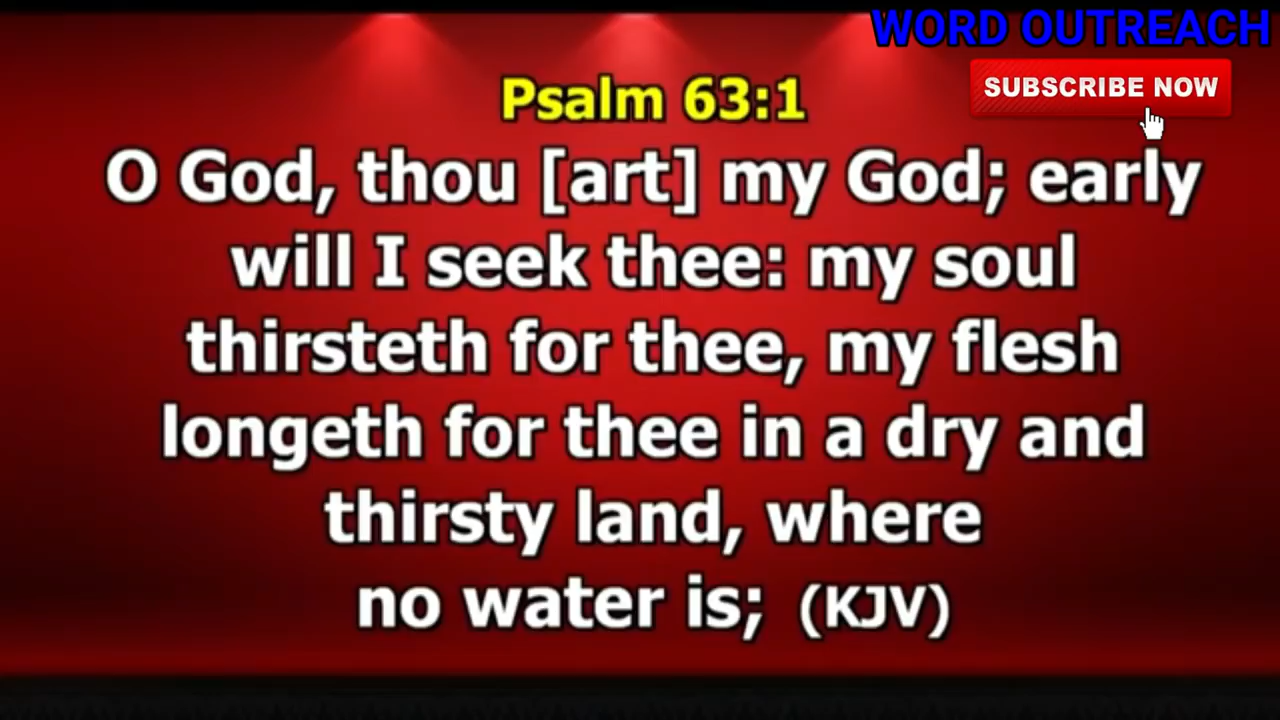 WORD OUTREACH
SUBSCRIBE NOW
Psalm 63:1
O God, thou [art] my God; early
will I seek thee: my soul
thirsteth for thee, my flesh
longeth for thee in a dry and
thirsty land, where
no water is; (KJV)